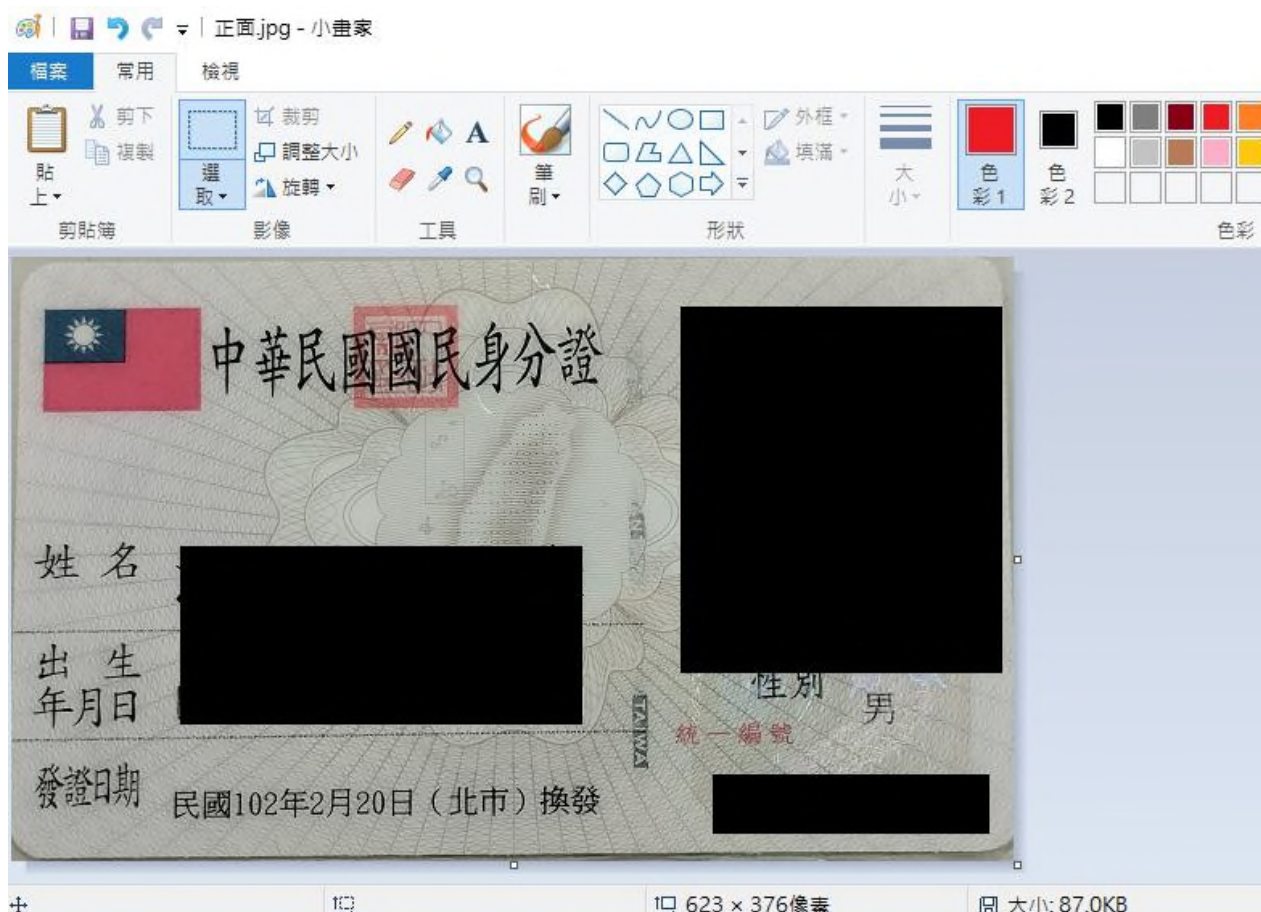 正面.jpg - 小畫家
檔案 常用 檢視
貼上
剪下
複製
剪貼簿
選取
裁剪
調整大小
旋轉
影像
A
工具
筆刷
外框
填滿
形狀
大小
色彩 1
色彩 2
色彩
中華民國國民身分證
姓名
出生年月日
性別 男
統一編號
TAIWAN
發證日期 民國102年2月20日（北市）換發
623 × 376像素
大小: 87.0KB